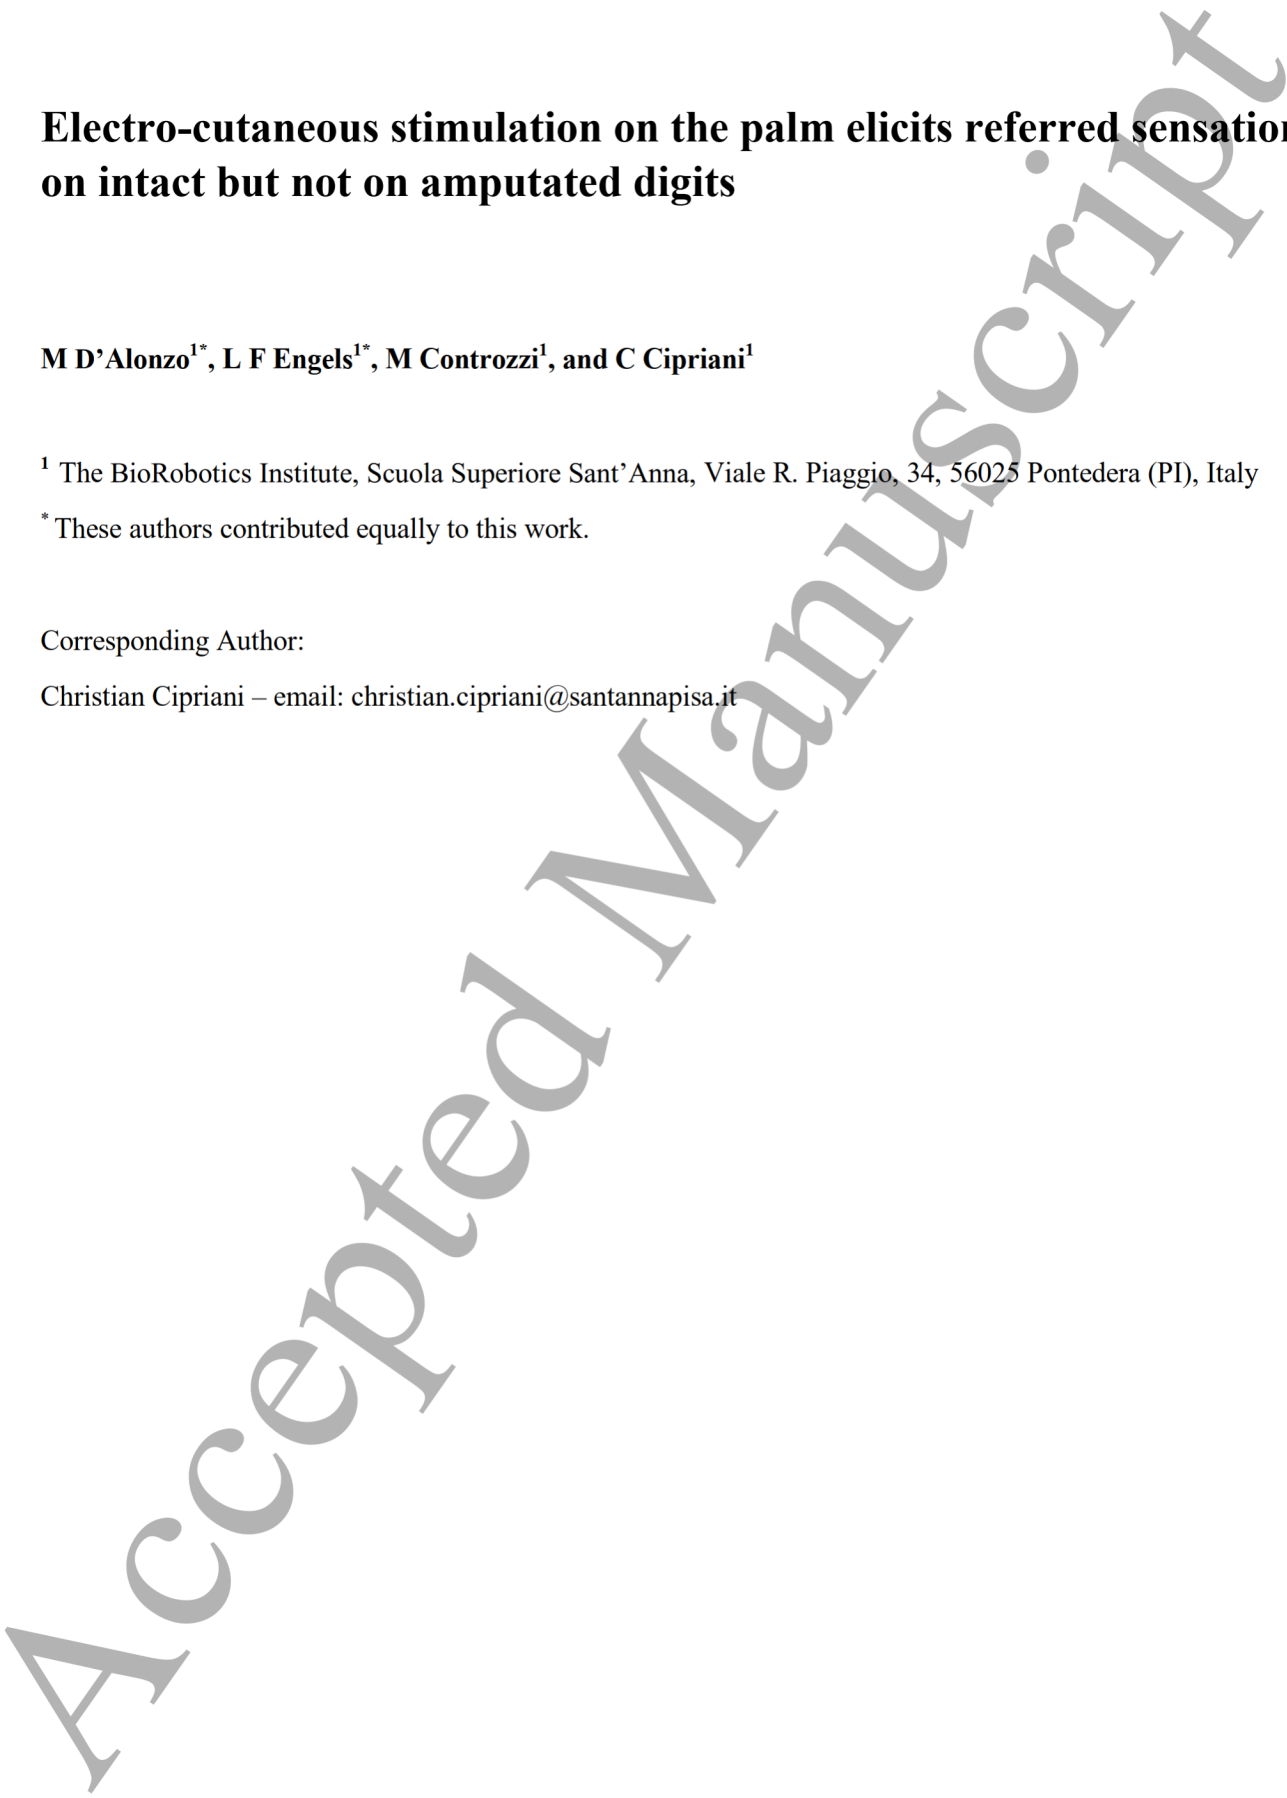 Electro-cutaneous stimulation on the palm elicits referred sensation
on intact but not on amputated digits
M D’Alonzo1*, L F Engels1*, M Controzzi1, and C Cipriani1
1 The BioRobotics Institute, Scuola Superiore Sant’Anna, Viale R. Piaggio, 34, 56025 Pontedera (PI), Italy
* These authors contributed equally to this work.
Corresponding Author:
Christian Cipriani – email: christian.cipriani@santannapisa.it
Accepted Manuscript